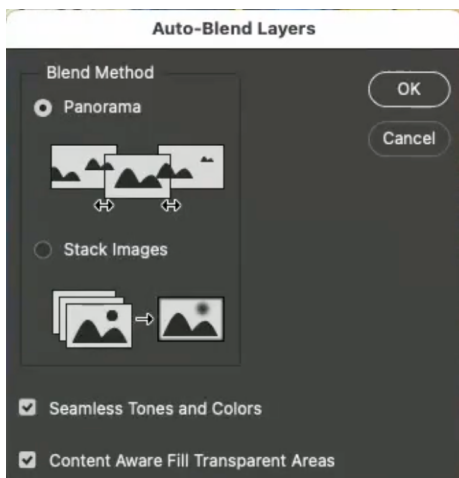 Auto-Blend Layers
Blend Method
Panorama
Stack Images
OK
Cancel
Seamless Tones and Colors
Content Aware Fill Transparent Areas